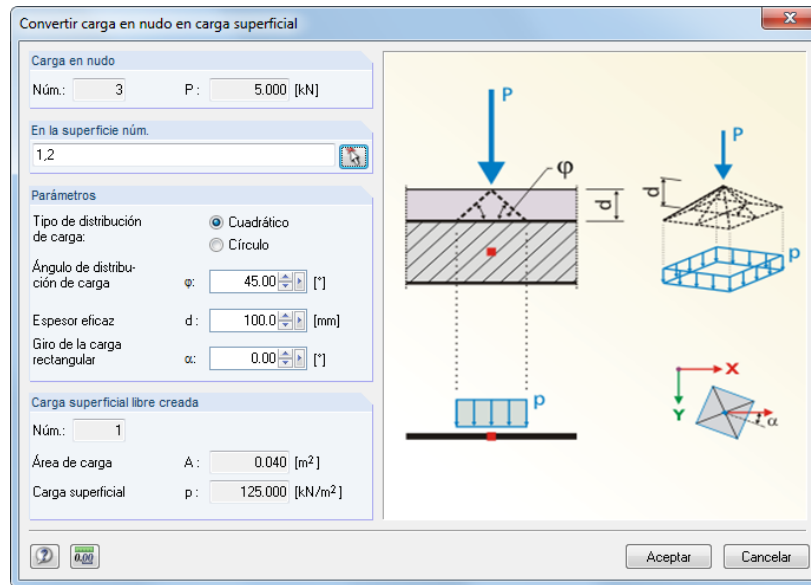 Convertir carga en nudo en carga superficial
Carga en nudo
Núm.: 3 P : 5.000 [kN]
En la superficie núm.
1,2
Parámetros
Tipo de distribución
de carga:
Cuadrático
Círculo
Ángulo de distribu-
ción de carga φ: 45.00 [°]
Espesor eficaz d : 100.0 [mm]
Giro de la carga
rectangular α: 0.00 [°]
Carga superficial libre creada
Núm.: 1
Área de carga A : 0.040 [m²]
Carga superficial p : 125.000 [kN/m²]
P
φ
d
p
P
d
p
X
Y
α
0.00
Aceptar
Cancelar